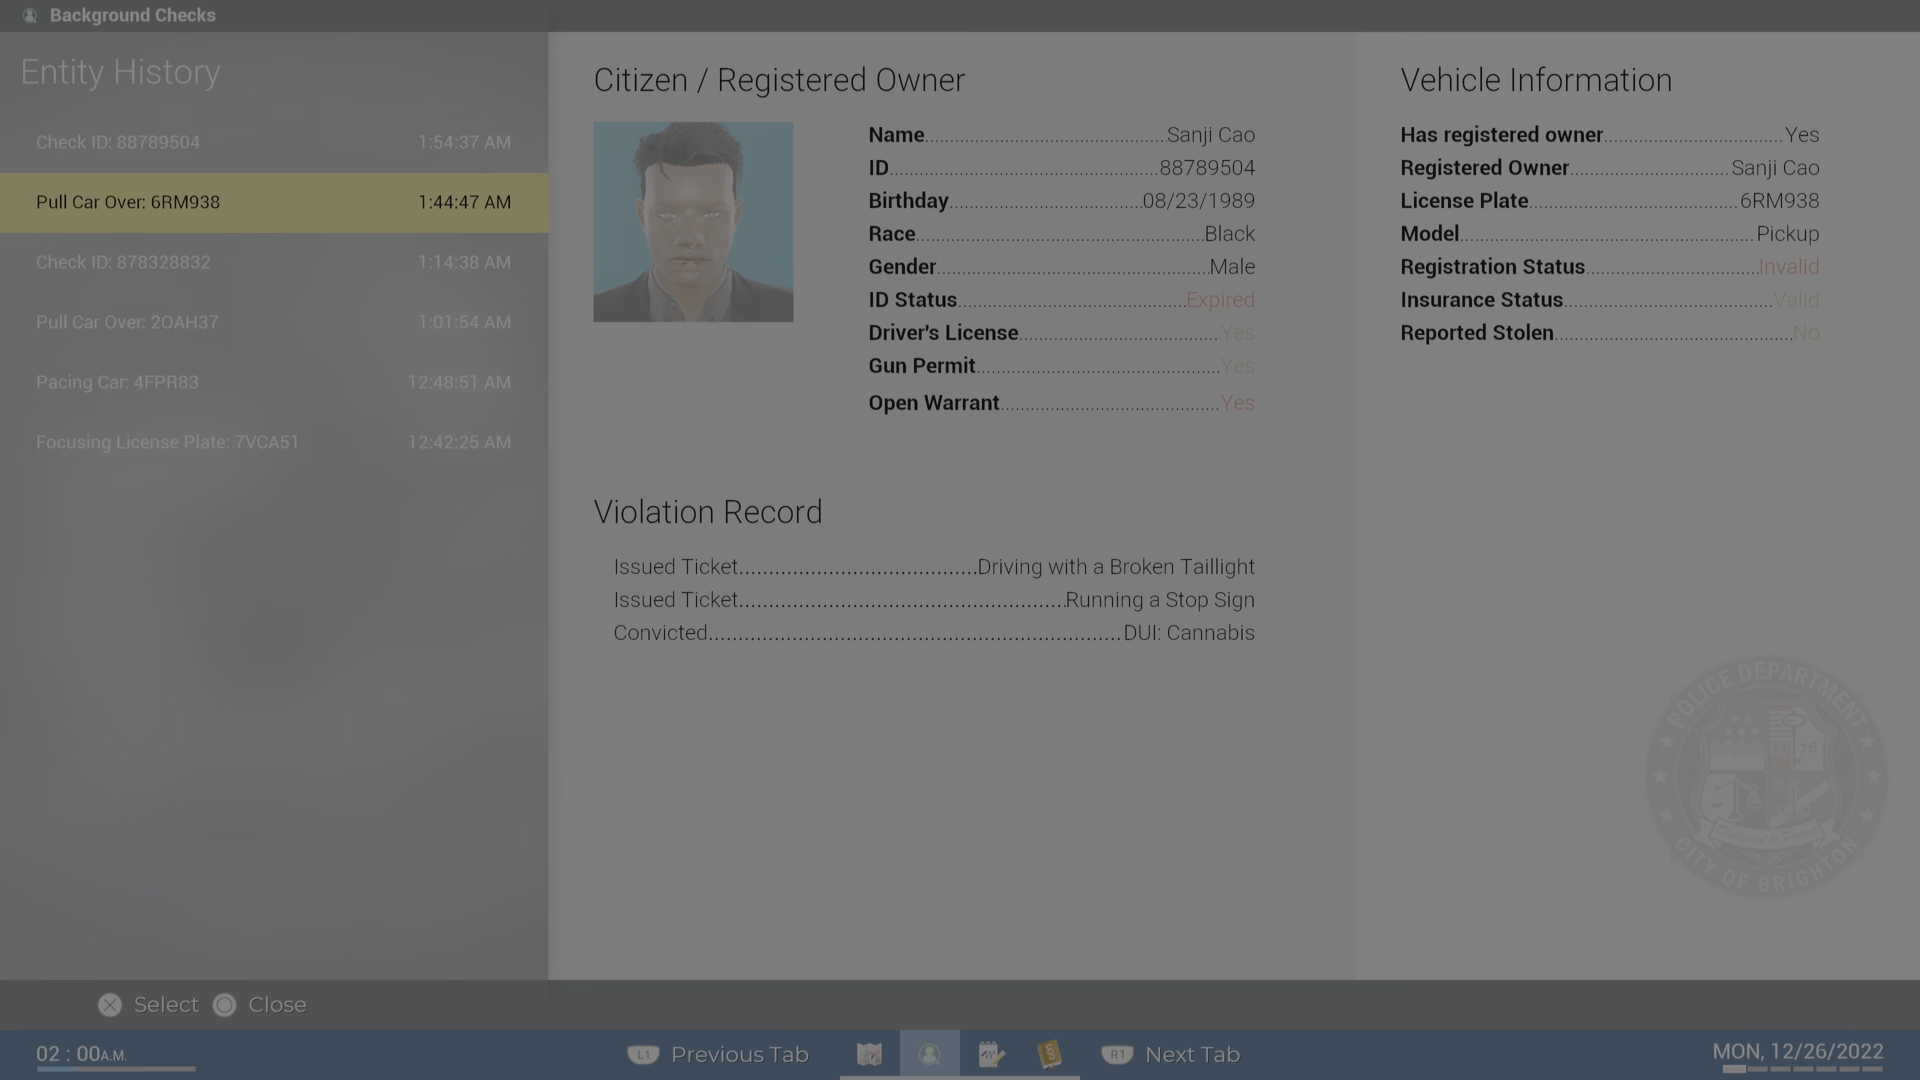 Background Checks
Entity History
Check ID: 88789504 1:54:37 AM
Pull Car Over: 6RM938 1:44:47 AM
Check ID: 878328832 1:14:38 AM
Pull Car Over: 2OAH37 1:01:54 AM
Pacing Car: 4FPR83 12:48:51 AM
Focusing License Plate: 7VCA51 12:42:25 AM
Citizen / Registered Owner
Name Sanji Cao
ID 88789504
Birthday 08/23/1989
Race Black
Gender Male
ID Status Expired
Driver's License Yes
Gun Permit Yes
Open Warrant Yes
Violation Record
Issued Ticket Driving with a Broken Taillight
Issued Ticket Running a Stop Sign
Convicted DUI: Cannabis
Vehicle Information
Has registered owner Yes
Registered Owner Sanji Cao
License Plate 6RM938
Model Pickup
Registration Status Invalid
Insurance Status Valid
Reported Stolen No
POLICE DEPARTMENT
17 76
CITY OF BRIGHTON
Select Close
02 : 00 A.M.
L1 Previous Tab
R1 Next Tab
MON, 12/26/2022